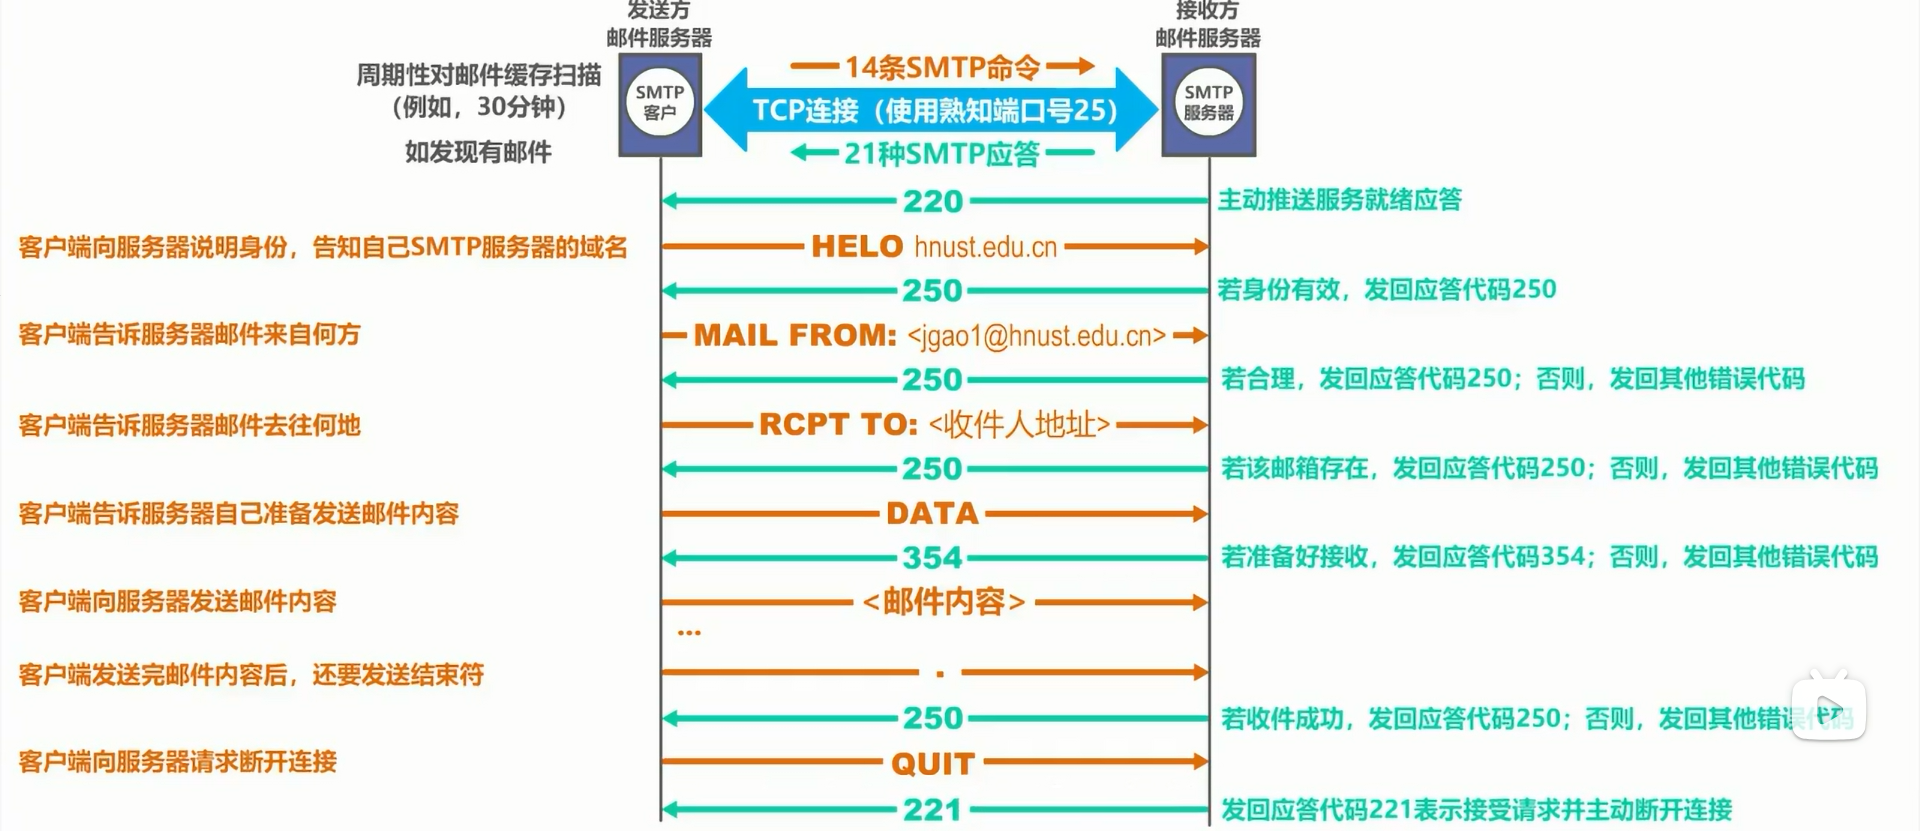 发送方
邮件服务器
接收方
邮件服务器
周期性对邮件缓存扫描
（例如，30分钟）
如发现有邮件
SMTP
客户
14条SMTP命令
TCP连接（使用熟知端口号25）
21种SMTP应答
SMTP
服务器
220
主动推送服务就绪应答
客户端向服务器说明身份，告知自己SMTP服务器的域名
HELO hnust.edu.cn
250
若身份有效，发回应答代码250
客户端告诉服务器邮件来自何方
MAIL FROM: <jgao1@hnust.edu.cn>
250
若合理，发回应答代码250；否则，发回其他错误代码
客户端告诉服务器邮件去往何地
RCPT TO: <收件人地址>
250
若该邮箱存在，发回应答代码250；否则，发回其他错误代码
客户端告诉服务器自己准备发送邮件内容
DATA
354
若准备好接收，发回应答代码354；否则，发回其他错误代码
客户端向服务器发送邮件内容
<邮件内容>
...
客户端发送完邮件内容后，还要发送结束符
.
250
若收件成功，发回应答代码250；否则，发回其他错误代码
客户端向服务器请求断开连接
QUIT
221
发回应答代码221表示接受请求并主动断开连接